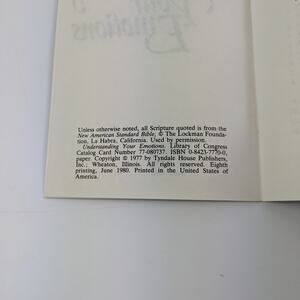 Unless otherwise noted, all Scripture quoted is from the
New American Standard Bible, © The Lockman Founda-
tion, La Habra, California. Used by permission.
Understanding Your Emotions. Library of Congress
Catalog Card Number 77-080737. ISBN 0-8423-7770-0,
paper. Copyright © 1977 by Tyndale House Publishers,
Inc., Wheaton, Illinois. All rights reserved. Eighth
printing, June 1980. Printed in the United States of
America.